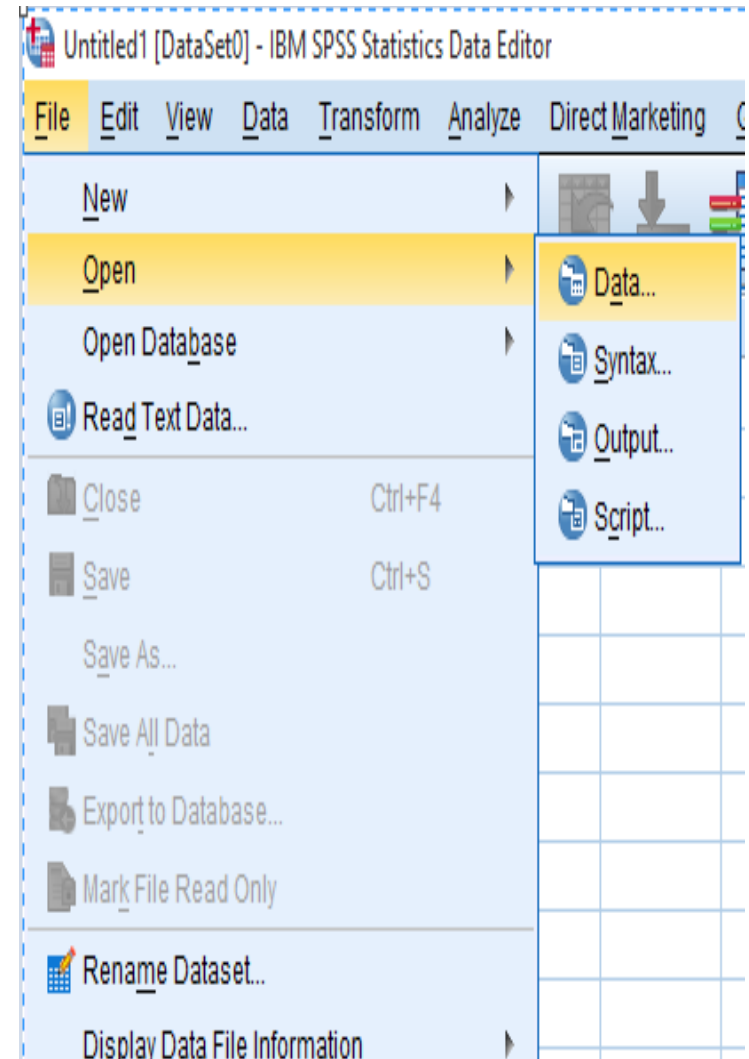 Untitled1 [DataSet0] - IBM SPSS Statistics Data Editor
File Edit View Data Transform Analyze Direct Marketing
New
Open
Open Database
Read Text Data...
Close Ctrl+F4
Save Ctrl+S
Save As...
Save All Data
Export to Database...
Mark File Read Only
Rename Dataset...
Display Data File Information
Data...
Syntax...
Output...
Script...